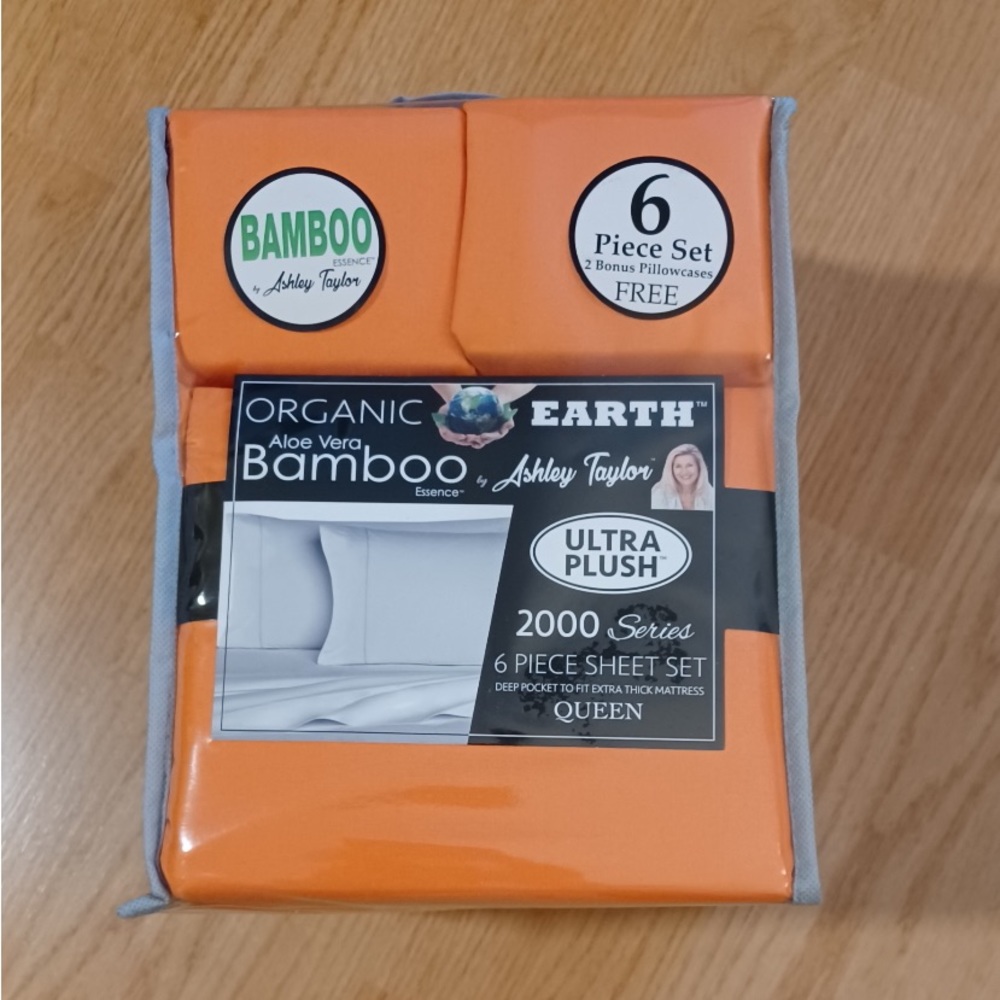 BAMBOO
ESSENCE™
by Ashley Taylor
6
Piece Set
2 Bonus Pillowcases
FREE
ORGANIC EARTH™
Aloe Vera
Bamboo by Ashley Taylor™
Essence™
ULTRA
PLUSH™
2000 Series
6 PIECE SHEET SET
DEEP POCKET TO FIT EXTRA THICK MATTRESS
QUEEN